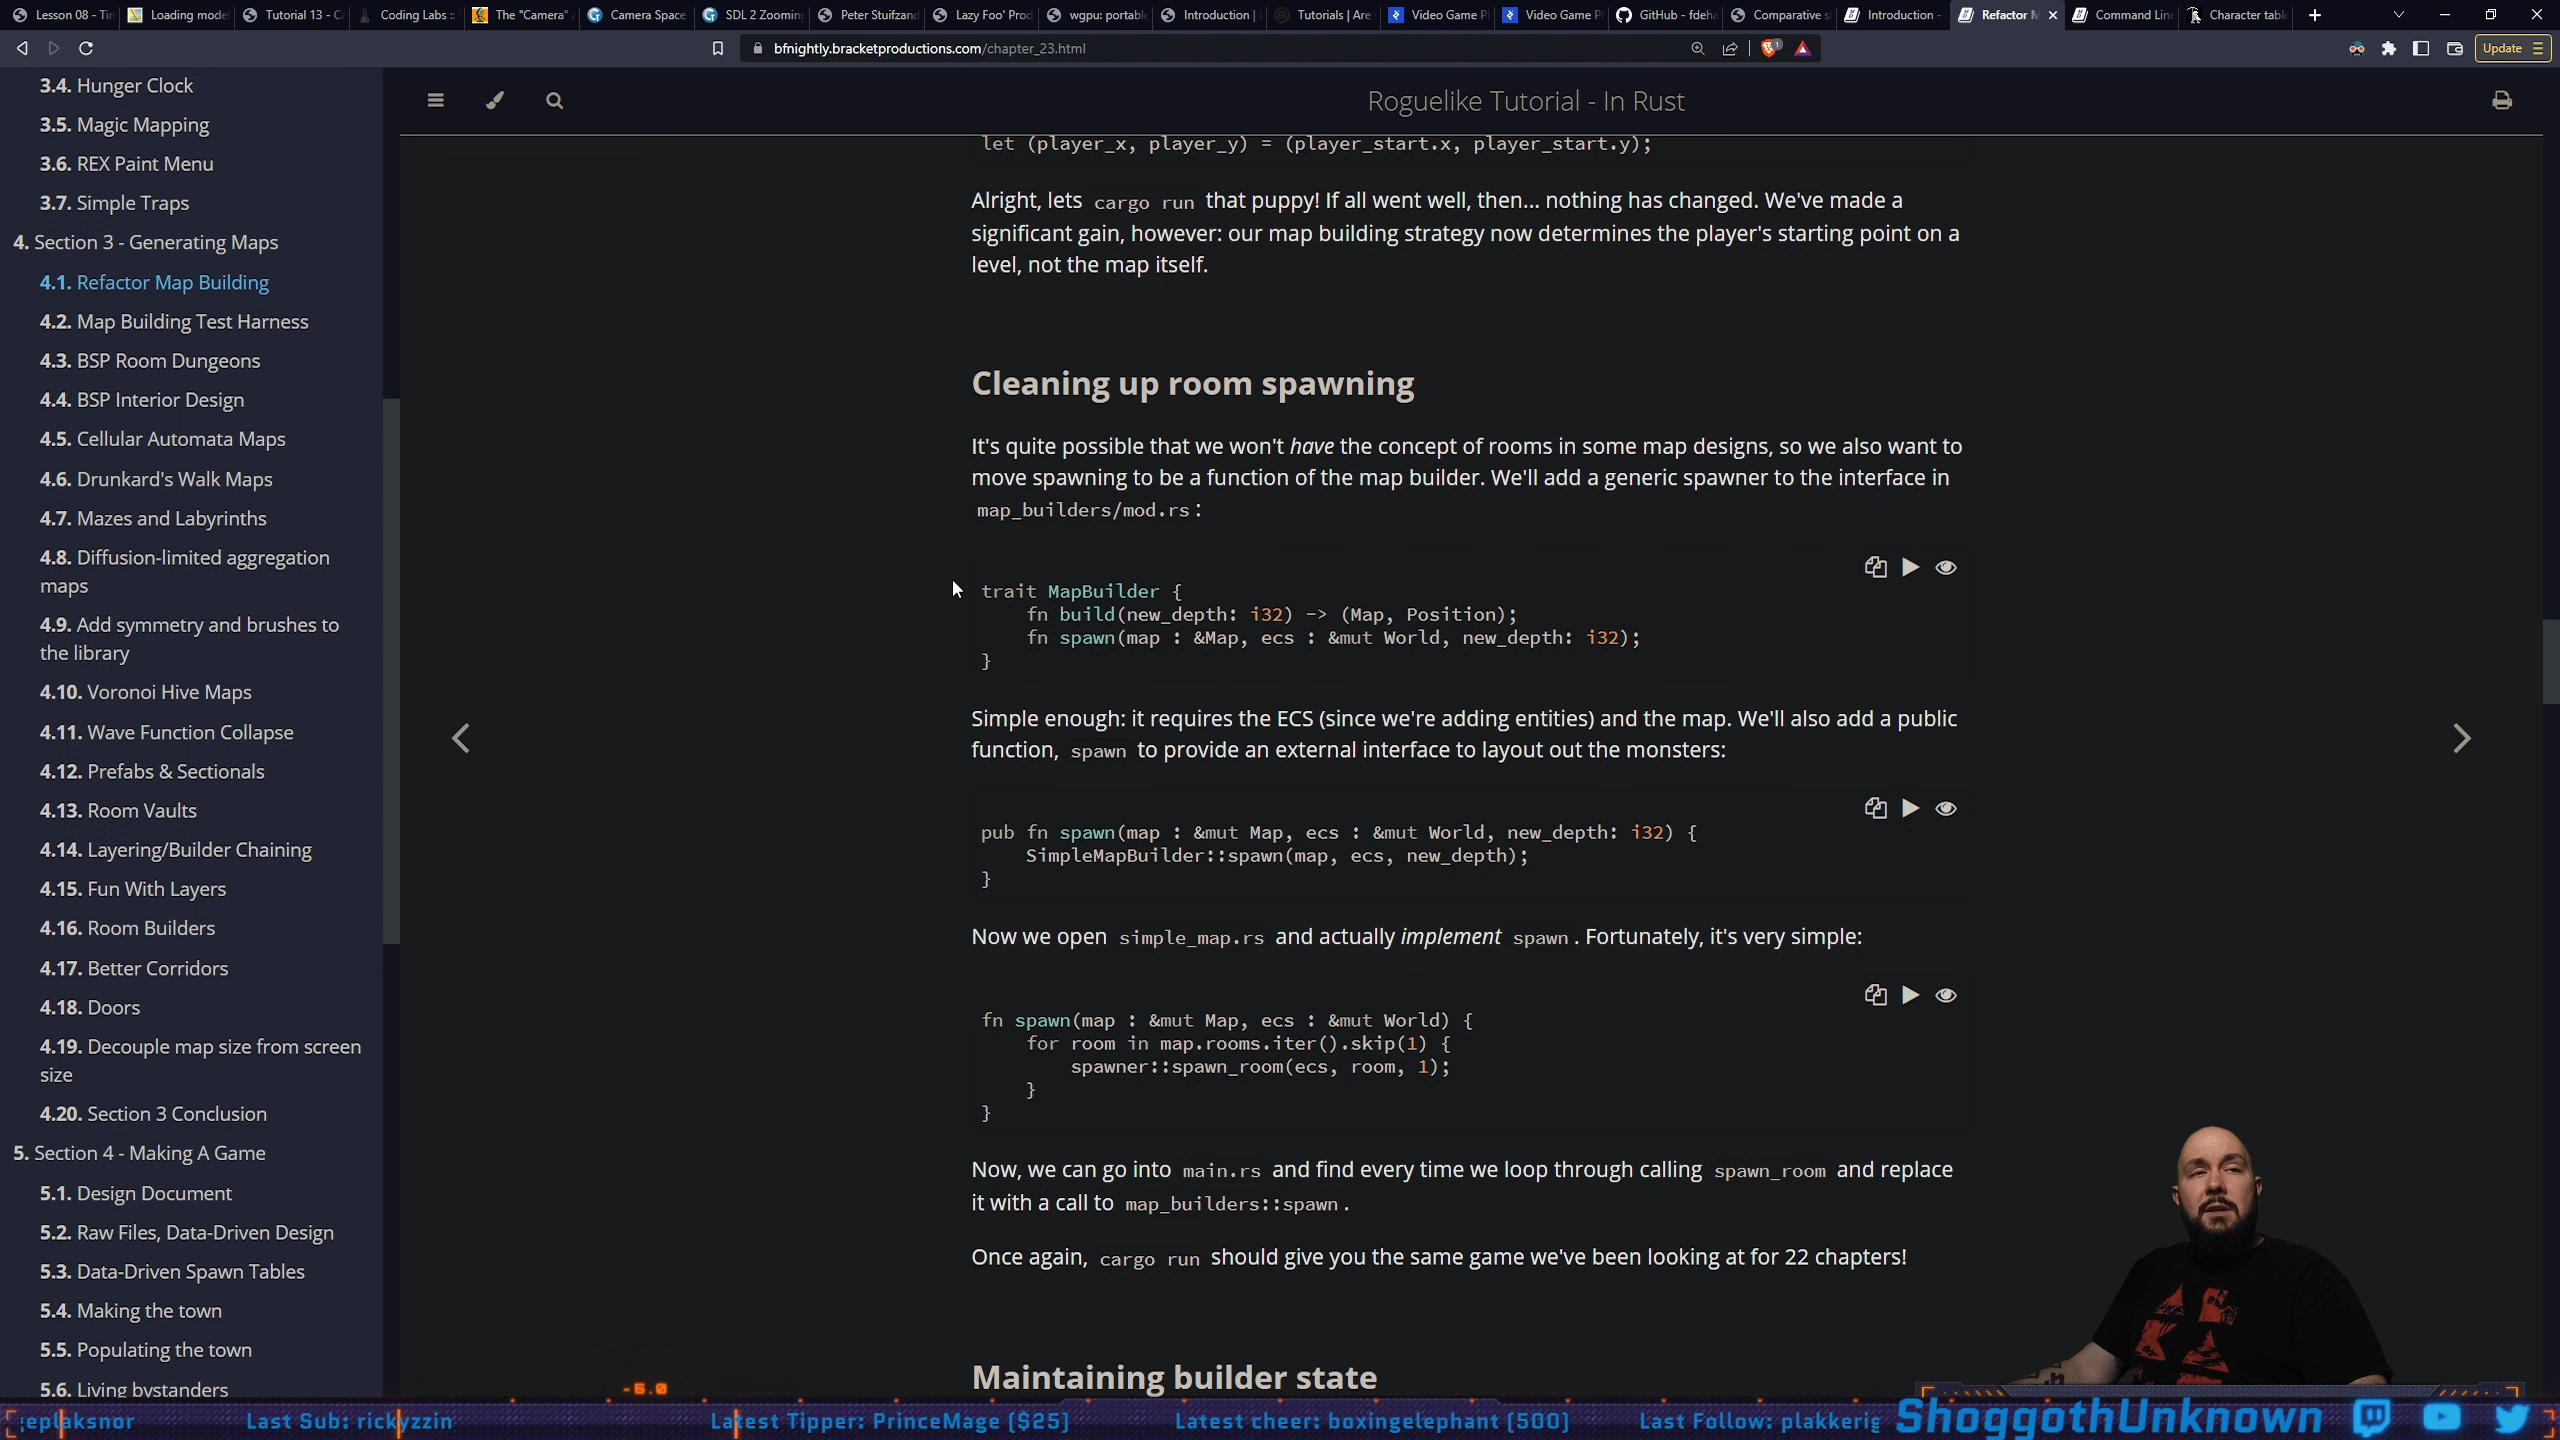 Lesson 08 - Tim
Loading mode
Tutorial 13 - C
Coding Labs ::
The "Camera"
Camera Space
SDL 2 Zooming
Peter Stuifzand
Lazy Foo' Prod
wgpu: portabl
Introduction |
Tutorials | Are
Video Game P
Video Game P
GitHub - fdeha
Comparative s
Introduction -
Refactor M
Command Lin
Character tabl
bfnightly.bracketproductions.com/chapter_23.html
Update
3.4. Hunger Clock
3.5. Magic Mapping
3.6. REX Paint Menu
3.7. Simple Traps
4. Section 3 - Generating Maps
4.1. Refactor Map Building
4.2. Map Building Test Harness
4.3. BSP Room Dungeons
4.4. BSP Interior Design
4.5. Cellular Automata Maps
4.6. Drunkard's Walk Maps
4.7. Mazes and Labyrinths
4.8. Diffusion-limited aggregation
maps
4.9. Add symmetry and brushes to
the library
4.10. Voronoi Hive Maps
4.11. Wave Function Collapse
4.12. Prefabs & Sectionals
4.13. Room Vaults
4.14. Layering/Builder Chaining
4.15. Fun With Layers
4.16. Room Builders
4.17. Better Corridors
4.18. Doors
4.19. Decouple map size from screen
size
4.20. Section 3 Conclusion
5. Section 4 - Making A Game
5.1. Design Document
5.2. Raw Files, Data-Driven Design
5.3. Data-Driven Spawn Tables
5.4. Making the town
5.5. Populating the town
5.6. Living bystanders
Roguelike Tutorial - In Rust
let (player_x, player_y) = (player_start.x, player_start.y);
Alright, lets cargo run that puppy! If all went well, then... nothing has changed. We've made a
significant gain, however: our map building strategy now determines the player's starting point on a
level, not the map itself.
Cleaning up room spawning
It's quite possible that we won't have the concept of rooms in some map designs, so we also want to
move spawning to be a function of the map builder. We'll add a generic spawner to the interface in
map_builders/mod.rs:
trait MapBuilder {
fn build(new_depth: i32) -> (Map, Position);
fn spawn(map : &Map, ecs : &mut World, new_depth: i32);
}
Simple enough: it requires the ECS (since we're adding entities) and the map. We'll also add a public
function, spawn to provide an external interface to layout out the monsters:
pub fn spawn(map : &mut Map, ecs : &mut World, new_depth: i32) {
SimpleMapBuilder::spawn(map, ecs, new_depth);
}
Now we open simple_map.rs and actually implement spawn. Fortunately, it's very simple:
fn spawn(map : &mut Map, ecs : &mut World) {
for room in map.rooms.iter().skip(1) {
spawner::spawn_room(ecs, room, 1);
}
}
Now, we can go into main.rs and find every time we loop through calling spawn_room and replace
it with a call to map_builders::spawn.
Once again, cargo run should give you the same game we've been looking at for 22 chapters!
Maintaining builder state
-6.0
eplaksnor
Last Sub: rickyzzin
Latest Tipper: PrinceMage ($25)
Latest cheer: boxingelephant (500)
Last Follow: plakkerig
ShoggothUnknown